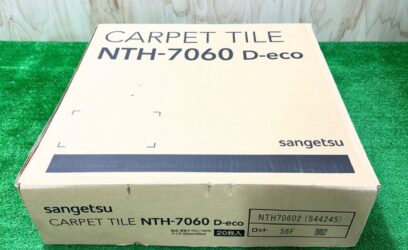 CARPET TILE
NTH-7060 D-eco
sangetsu
sangetsu
CARPET TILE NTH-7060 D-eco
20枚入
NTH70602 (544245)
ロット 56F